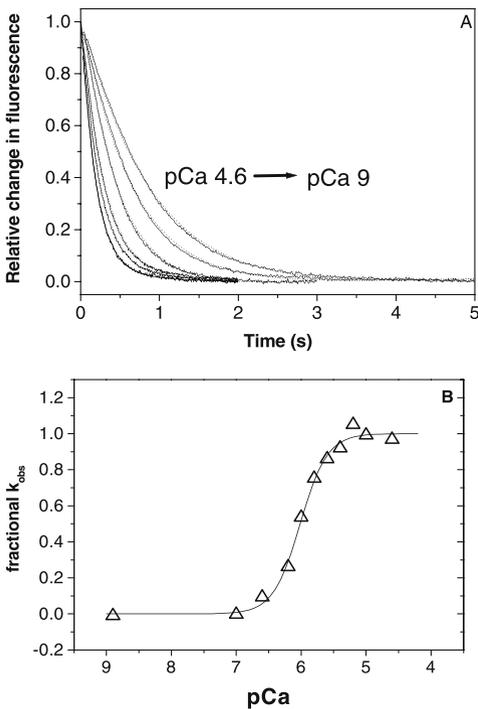 A
Relative change in fluorescence
1.0
0.8
0.6
0.4
0.2
0.0
pCa 4.6 → pCa 9
0 1 2 3 4 5
Time (s)
B
fractional kobs
1.2
1.0
0.8
0.6
0.4
0.2
0.0
-0.2
9 8 7 6 5 4
pCa